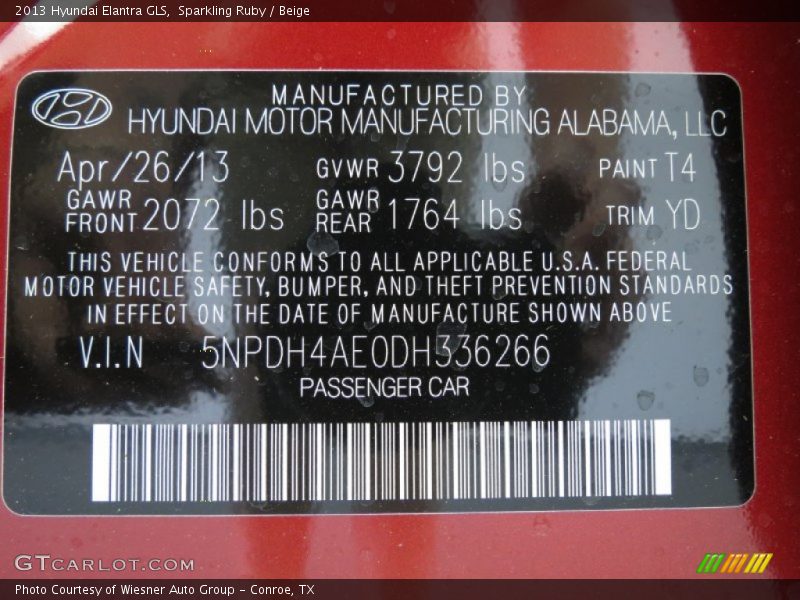 2013 Hyundai Elantra GLS,  Sparkling Ruby / Beige
MANUFACTURED BY
HYUNDAI MOTOR MANUFACTURING ALABAMA, LLC
Apr/26/13 GVWR 3792 lbs PAINT T4
GAWR FRONT 2072 lbs GAWR REAR 1764 lbs TRIM YD
THIS VEHICLE CONFORMS TO ALL APPLICABLE U.S.A. FEDERAL
MOTOR VEHICLE SAFETY, BUMPER, AND THEFT PREVENTION STANDARDS
IN EFFECT ON THE DATE OF MANUFACTURE SHOWN ABOVE
V.I.N 5NPDH4AE0DH336266
PASSENGER CAR
GTCARLOT.COM
Photo Courtesy of Wiesner Auto Group - Conroe, TX